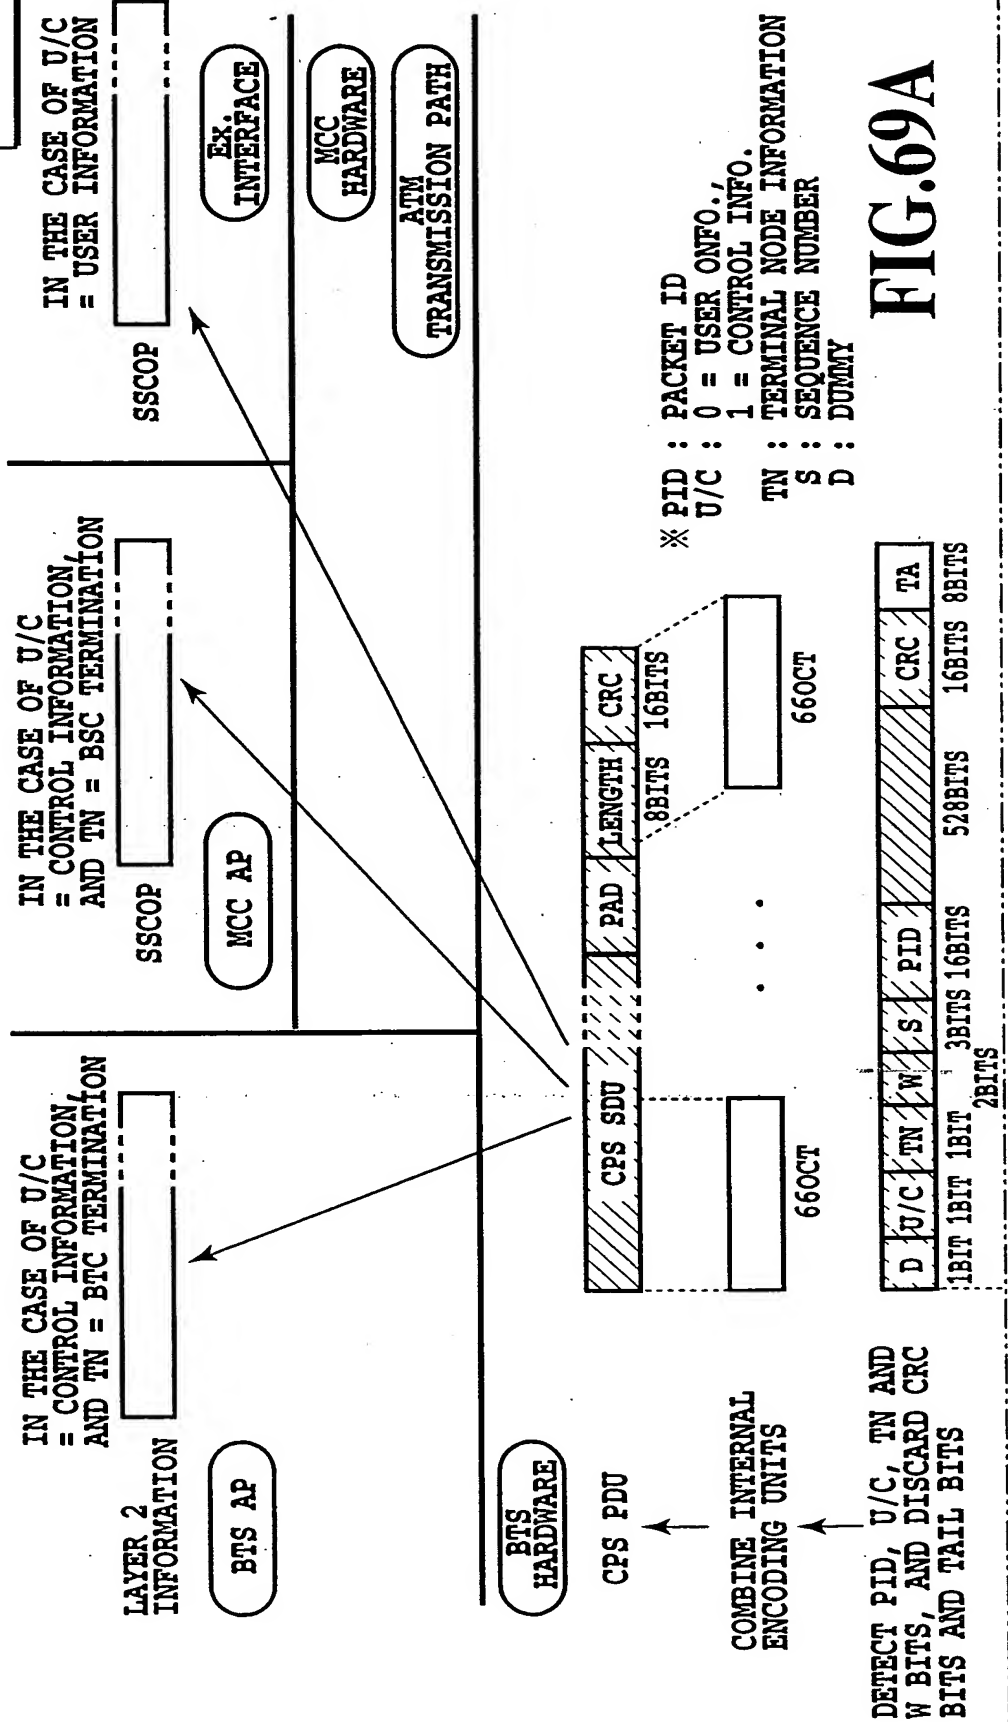 LAYER 2
INFORMATION
IN THE CASE OF U/C
= CONTROL INFORMATION,
AND TN = BTC TERMINATION
BTS AP
IN THE CASE OF U/C
= CONTROL INFORMATION,
AND TN = BSC TERMINATION
SSCOP
MCC AP
IN THE CASE OF U/C
= USER INFORMATION
SSCOP
EX.
INTERFACE
MCC
HARDWARE
ATM
TRANSMISSION PATH
BTS
HARDWARE
CPS PDU
CPS SDU
PAD
LENGTH
CRC
8BITS
16BITS
COMBINE INTERNAL
ENCODING UNITS
66OCT
• • •
66OCT
※ PID : PACKET ID
U/C : 0 = USER ONFO.,
1 = CONTROL INFO.
TN : TERMINAL NODE INFORMATION
S : SEQUENCE NUMBER
D : DUMMY
DETECT PID, U/C, TN AND
W BITS, AND DISCARD CRC
BITS AND TAIL BITS
D U/C TN W S PID CRC TA
1BIT 1BIT 1BIT 3BITS 16BITS 528BITS 16BITS 8BITS
2BITS
FIG.69A